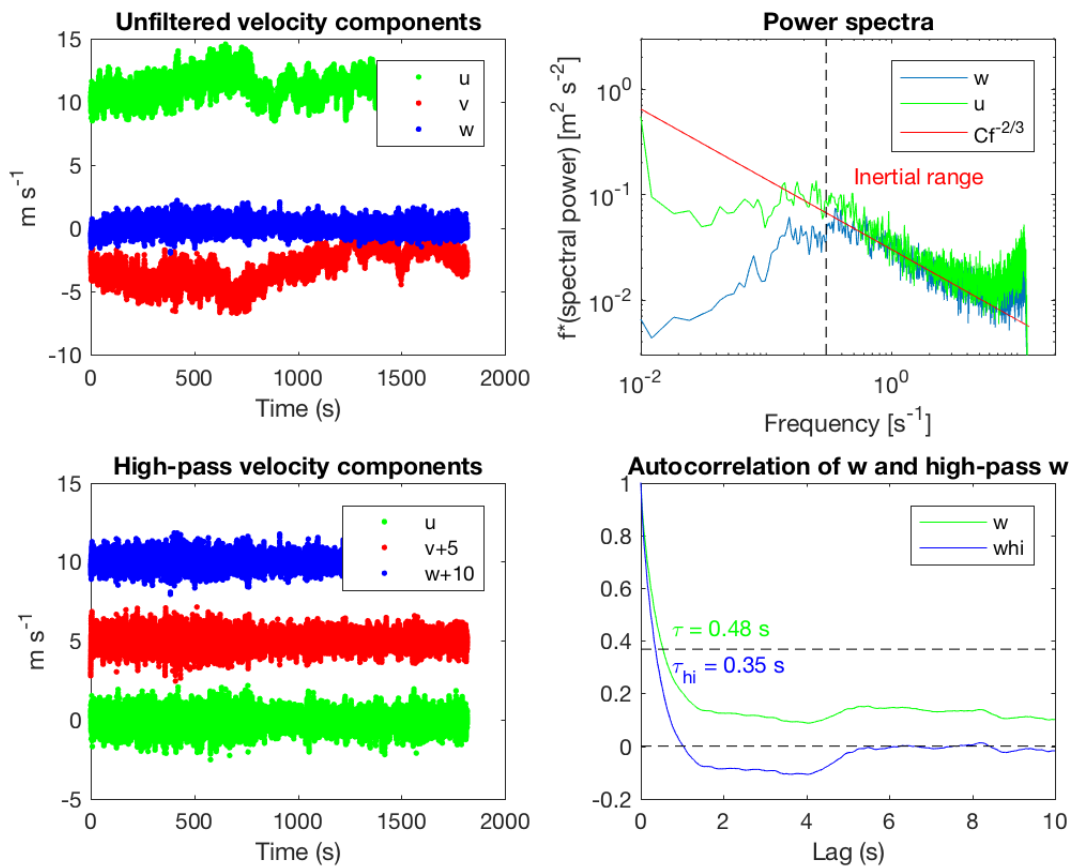 Unfiltered velocity components
15
10
5
0
-5
-10
m s⁻¹
u
v
w
0
500
1000
1500
2000
Time (s)
Power spectra
10⁰
10⁻¹
10⁻²
f*(spectral power) [m² s⁻²]
w
u
Cf⁻²/³
Inertial range
10⁻²
10⁰
Frequency [s⁻¹]
High-pass velocity components
15
10
5
0
-5
m s⁻¹
u
v+5
w+10
0
500
1000
1500
2000
Time (s)
Autocorrelation of w and high-pass w
1
0.8
0.6
0.4
0.2
0
-0.2
w
whi
τ = 0.48 s
τhi = 0.35 s
0
2
4
6
8
10
Lag (s)